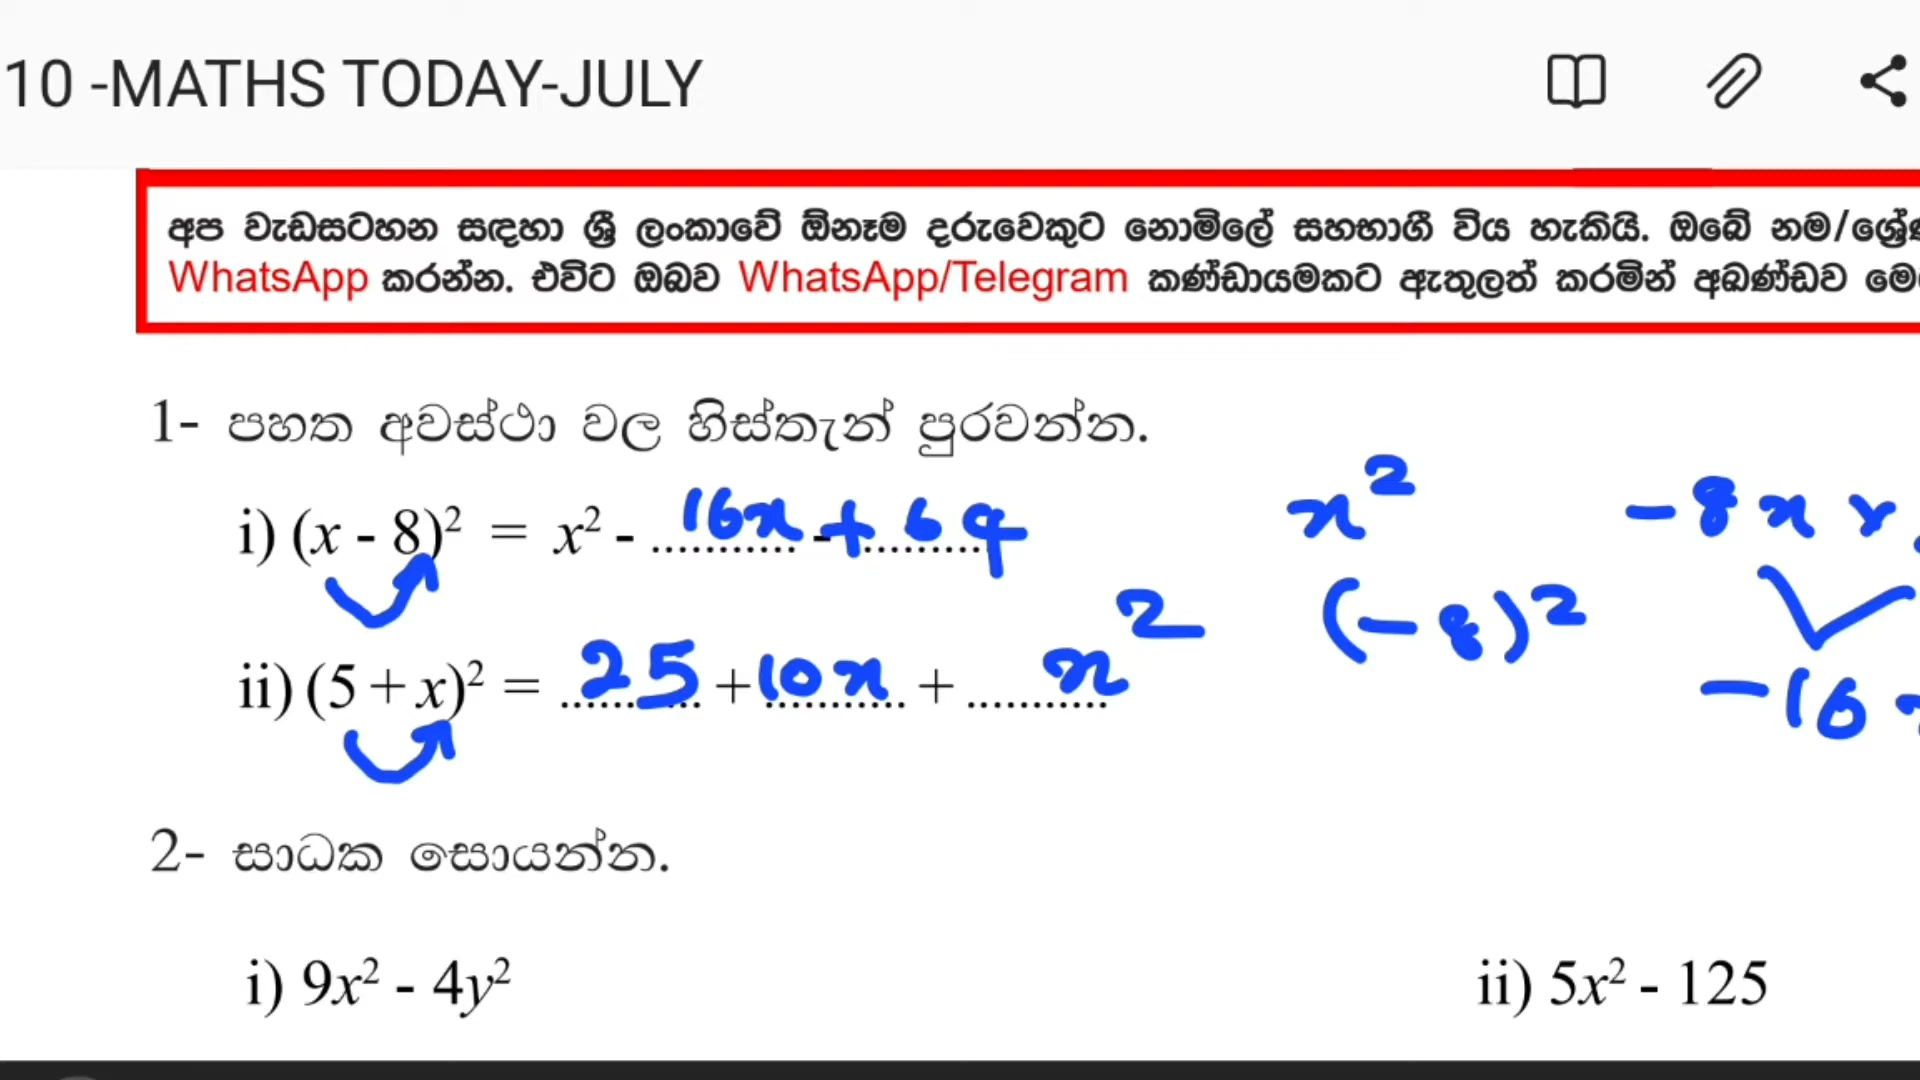 10 -MATHS TODAY-JULY
අප වැඩසටහන සඳහා ශ්‍රී ලංකාවේ ඕනෑම දරුවෙකුට නොමිලේ සහභාගී විය හැකියි. ඔබේ නම/
WhatsApp කරන්න. එවිට ඔබව WhatsApp/Telegram කණ්ඩායමකට ඇතුලත් කරමින් අඛණ්ඩව
1- පහත අවස්ථා වල හිස්තැන් පුරවන්න.
i) (x - 8)² = x² - 16x + 64
x² -8x x
(-8)²
ii) (5 + x)² = 25 + 10x + x²
-16
2- සාධක සොයන්න.
i) 9x² - 4y² ii) 5x² - 125